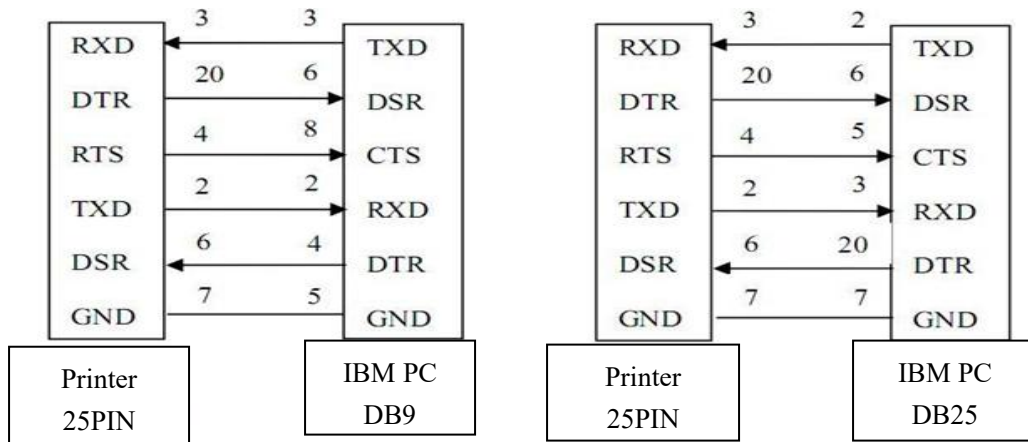 3 3
RXD TXD
20 6
DTR DSR
4 8
RTS CTS
2 2
TXD RXD
6 4
DSR DTR
7 5
GND GND
Printer
25PIN
IBM PC
DB9
3 2
RXD TXD
20 6
DTR DSR
4 5
RTS CTS
2 3
TXD RXD
6 20
DSR DTR
7 7
GND GND
Printer
25PIN
IBM PC
DB25